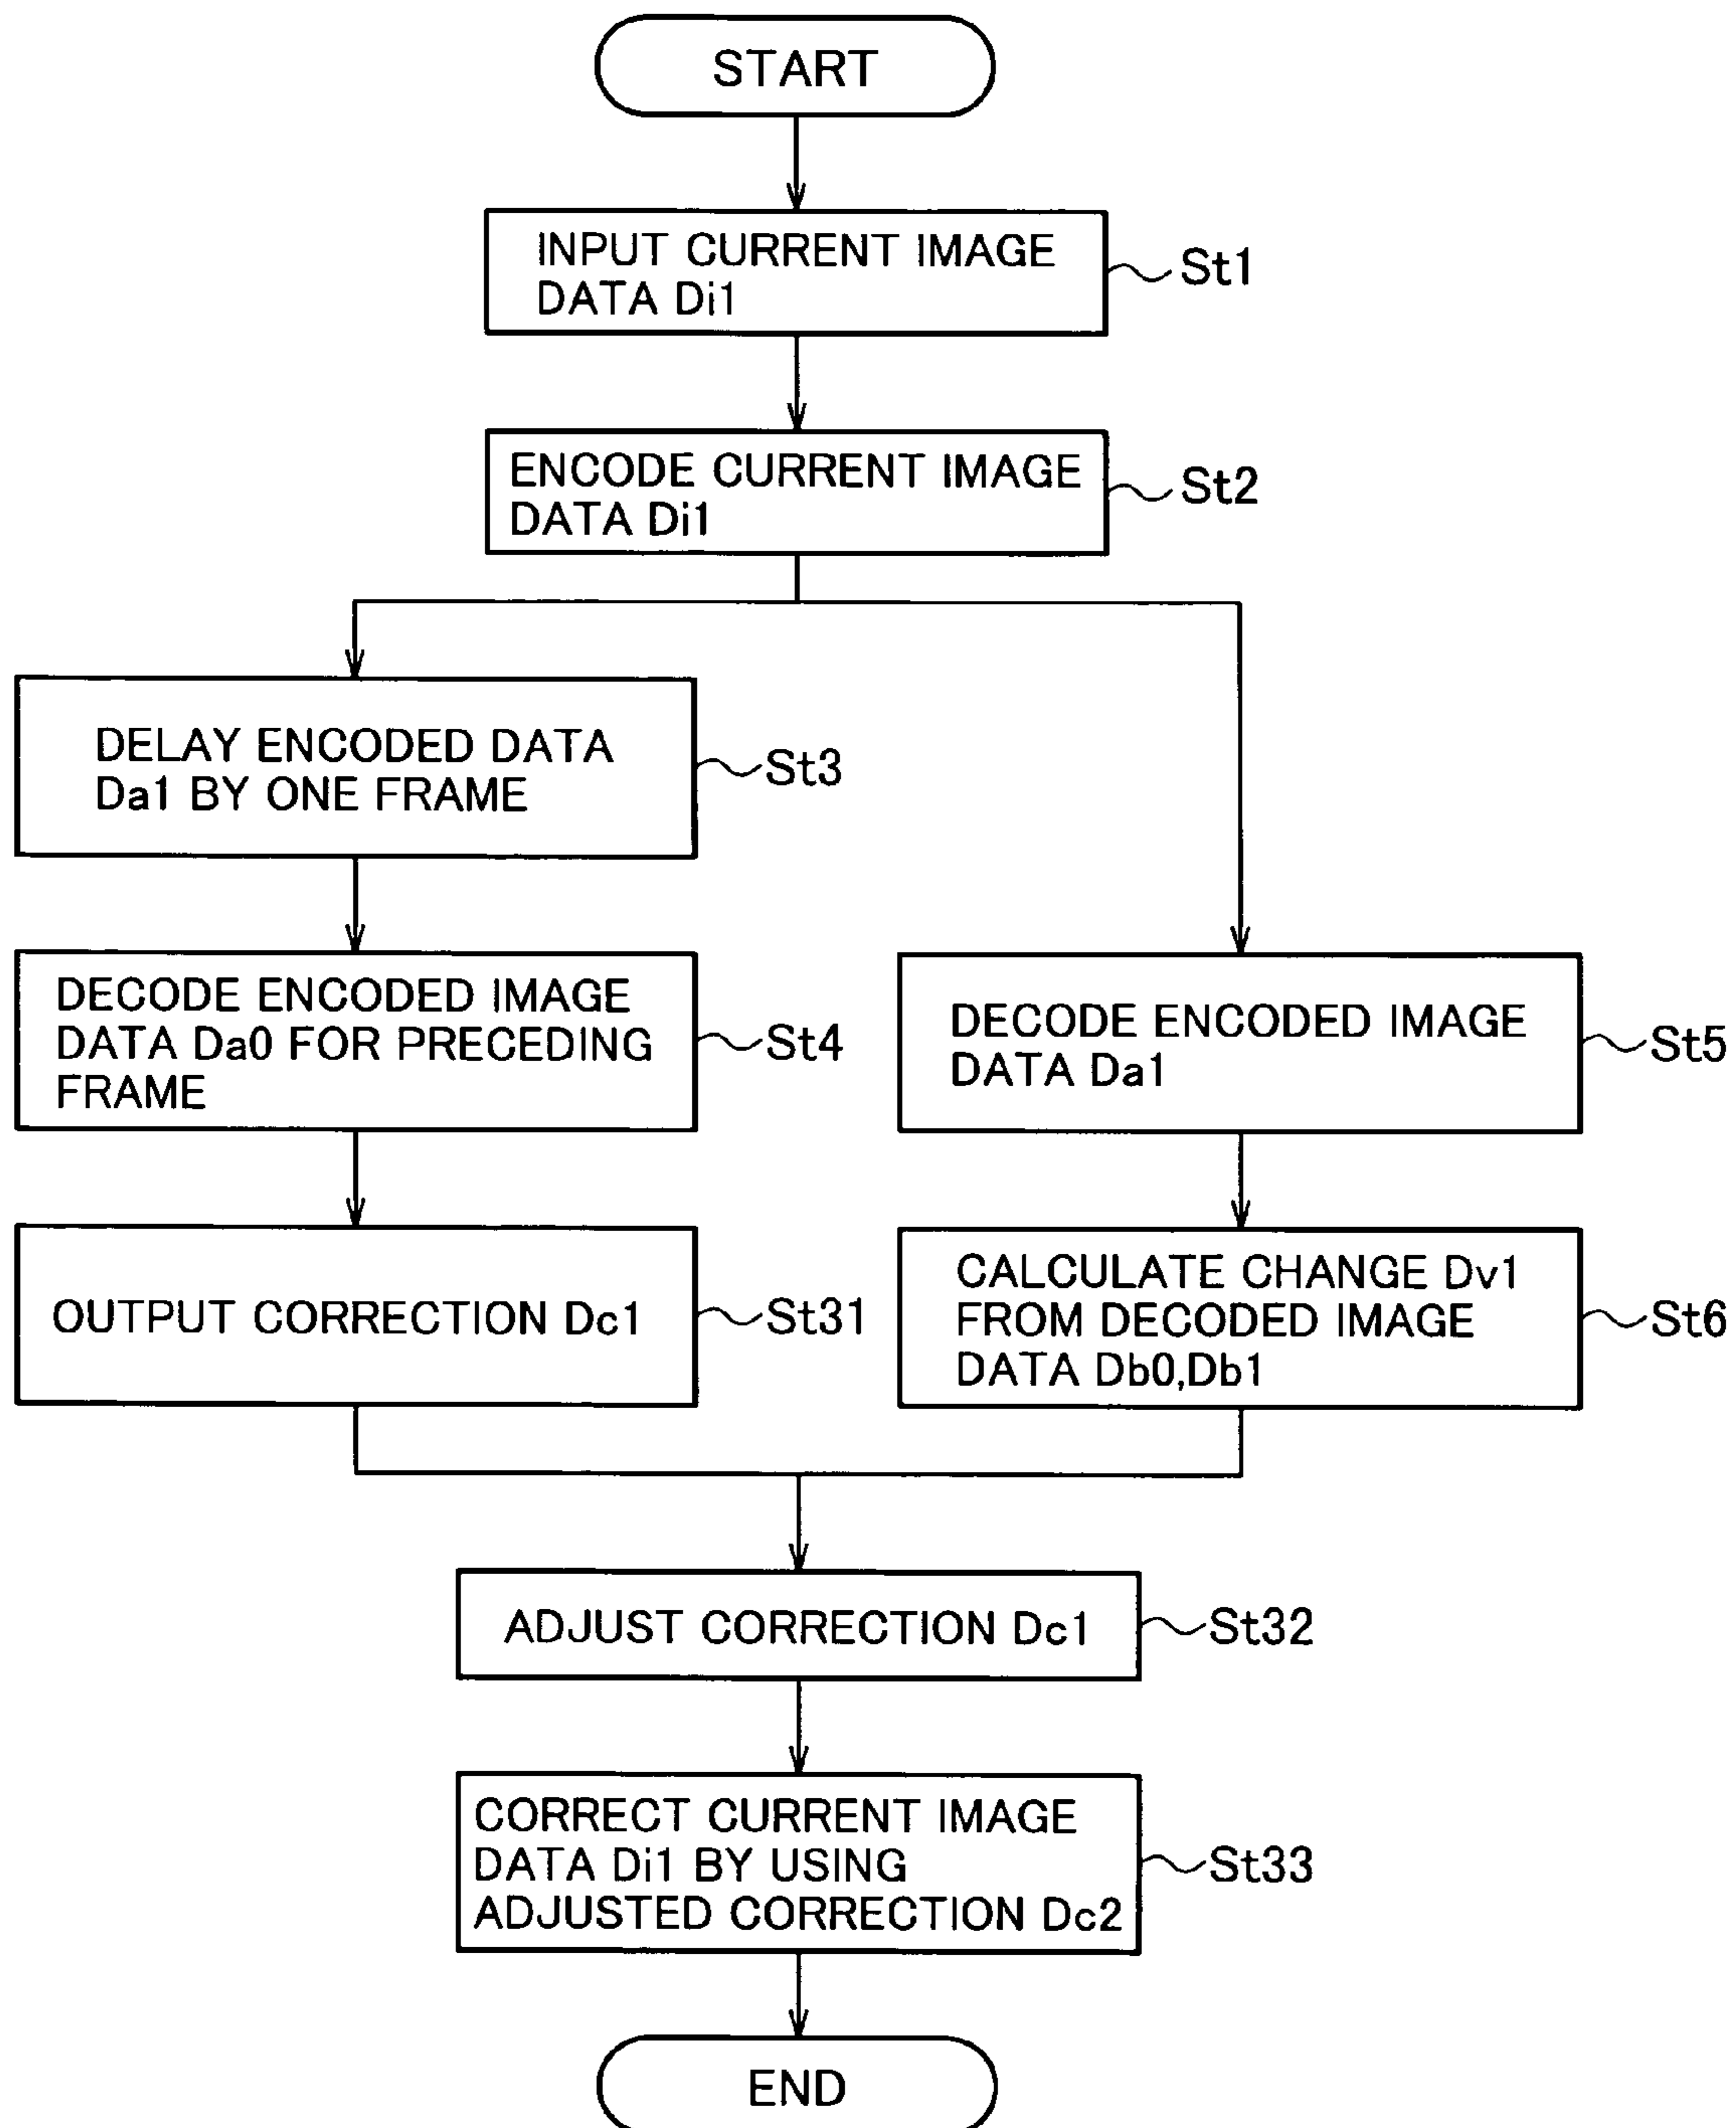 START
INPUT CURRENT IMAGE
DATA Di1
St1
ENCODE CURRENT IMAGE
DATA Di1
St2
DELAY ENCODED DATA
Da1 BY ONE FRAME
St3
DECODE ENCODED IMAGE
DATA Da0 FOR PRECEDING
FRAME
St4
DECODE ENCODED IMAGE
DATA Da1
St5
OUTPUT CORRECTION Dc1
St31
CALCULATE CHANGE Dv1
FROM DECODED IMAGE
DATA Db0,Db1
St6
ADJUST CORRECTION Dc1
St32
CORRECT CURRENT IMAGE
DATA Di1 BY USING
ADJUSTED CORRECTION Dc2
St33
END